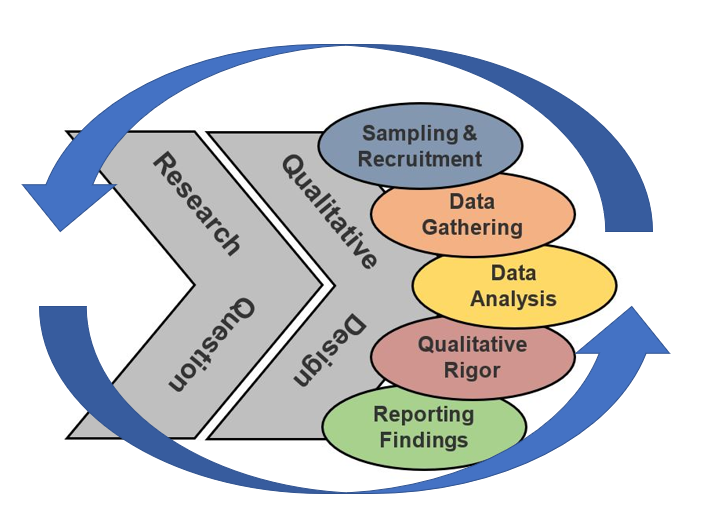 Research
Question
Qualitative
Design
Sampling &
Recruitment
Data
Gathering
Data
Analysis
Qualitative
Rigor
Reporting
Findings